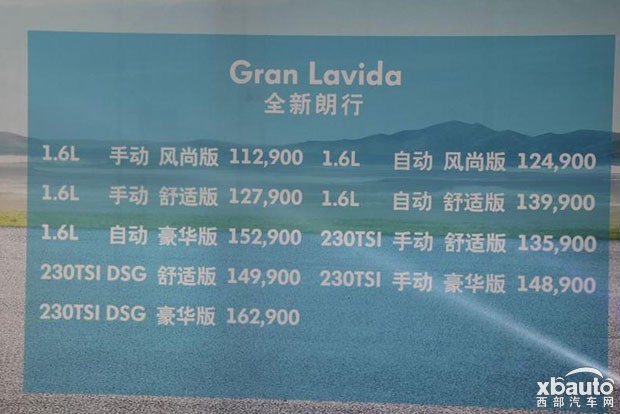 Gran Lavida
全新朗行
1.6L 手动 风尚版 112,900 1.6L 自动 风尚版 124,900
1.6L 手动 舒适版 127,900 1.6L 自动 舒适版 139,900
1.6L 自动 豪华版 152,900 230TSI 手动 舒适版 135,900
230TSI DSG 舒适版 149,900 230TSI 手动 豪华版 148,900
230TSI DSG 豪华版 162,900
xbauto
西部汽车网